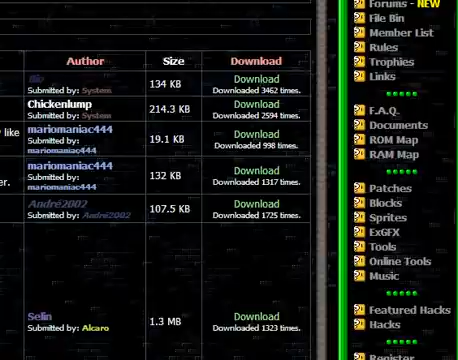 Author Size Download
Bio 134 KB Download
Submitted by: System Downloaded 3462 times.
Chickenlump 214.3 KB Download
Submitted by: System Downloaded 2594 times.
y like mariomaniac444 19.1 KB Download
Submitted by: Downloaded 998 times.
mariomaniac444
mariomaniac444 132 KB Download
er. Submitted by: Downloaded 1317 times.
mariomaniac444
André2002 107.5 KB Download
Submitted by: André2002 Downloaded 1725 times.
Selin 1.3 MB Download
Submitted by: Alcaro Downloaded 1323 times.
Forums - NEW
File Bin
Member List
Rules
Trophies
Links
F.A.Q.
Documents
ROM Map
RAM Map
Patches
Blocks
Sprites
ExGFX
Tools
Online Tools
Music
Featured Hacks
Hacks
Register